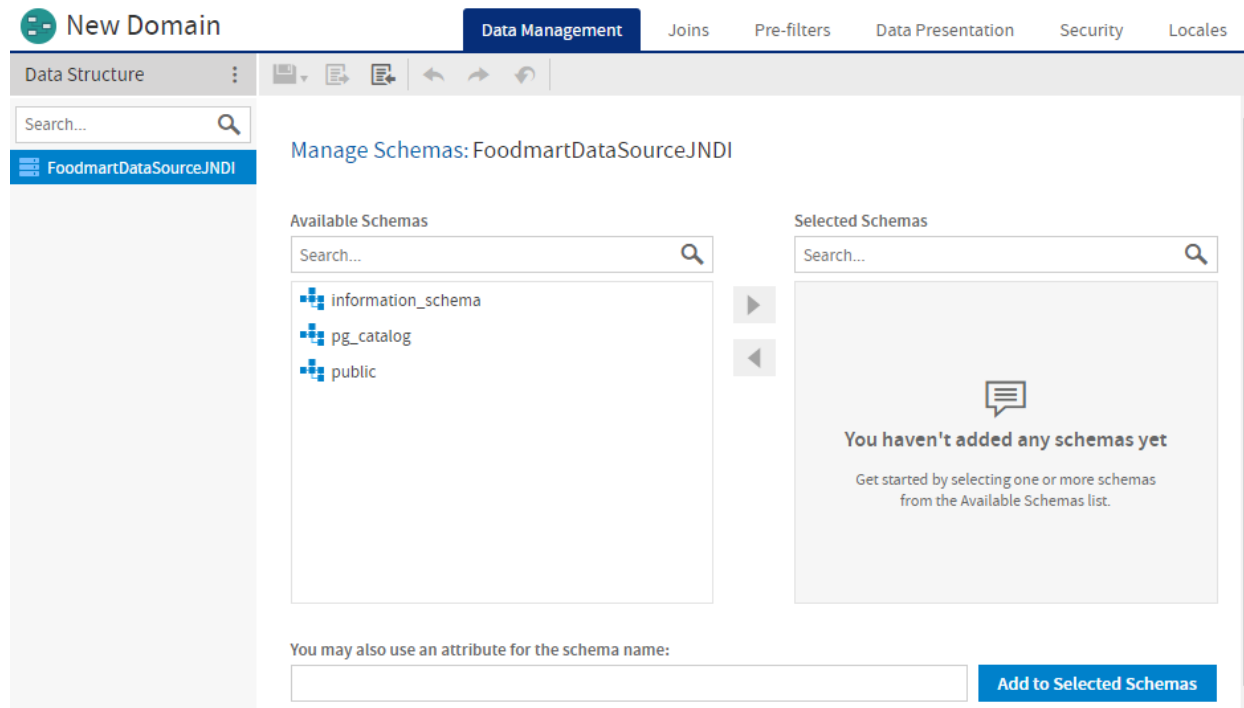 New Domain
Data Management
Joins
Pre-filters
Data Presentation
Security
Locales
Data Structure
Search...
FoodmartDataSourceJNDI
Manage Schemas: FoodmartDataSourceJNDI
Available Schemas
Search...
information_schema
pg_catalog
public
Selected Schemas
Search...
You haven't added any schemas yet
Get started by selecting one or more schemas
from the Available Schemas list.
You may also use an attribute for the schema name:
Add to Selected Schemas